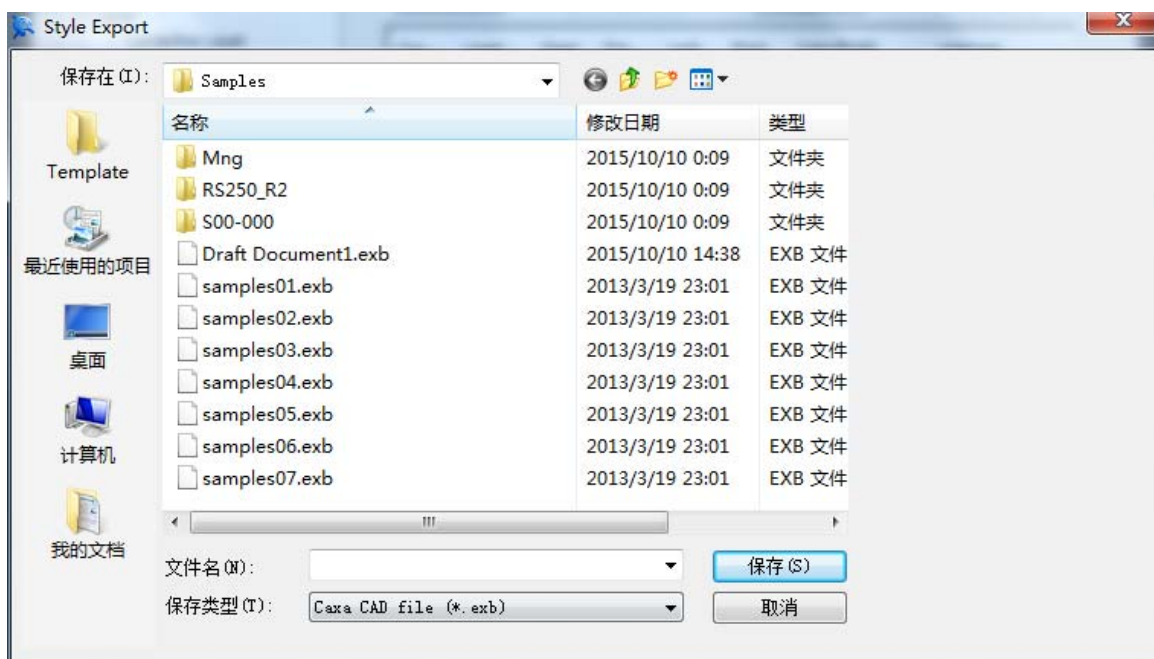 Style Export
保存在(I):
Samples
名称 修改日期 类型
Mng 2015/10/10 0:09 文件夹
RS250_R2 2015/10/10 0:09 文件夹
S00-000 2015/10/10 0:09 文件夹
Draft Document1.exb 2015/10/10 14:38 EXB 文件
samples01.exb 2013/3/19 23:01 EXB 文件
samples02.exb 2013/3/19 23:01 EXB 文件
samples03.exb 2013/3/19 23:01 EXB 文件
samples04.exb 2013/3/19 23:01 EXB 文件
samples05.exb 2013/3/19 23:01 EXB 文件
samples06.exb 2013/3/19 23:01 EXB 文件
samples07.exb 2013/3/19 23:01 EXB 文件
Template
最近使用的项目
桌面
计算机
我的文档
文件名(N): 保存(S)
保存类型(T): Caxa CAD file (*.exb) 取消